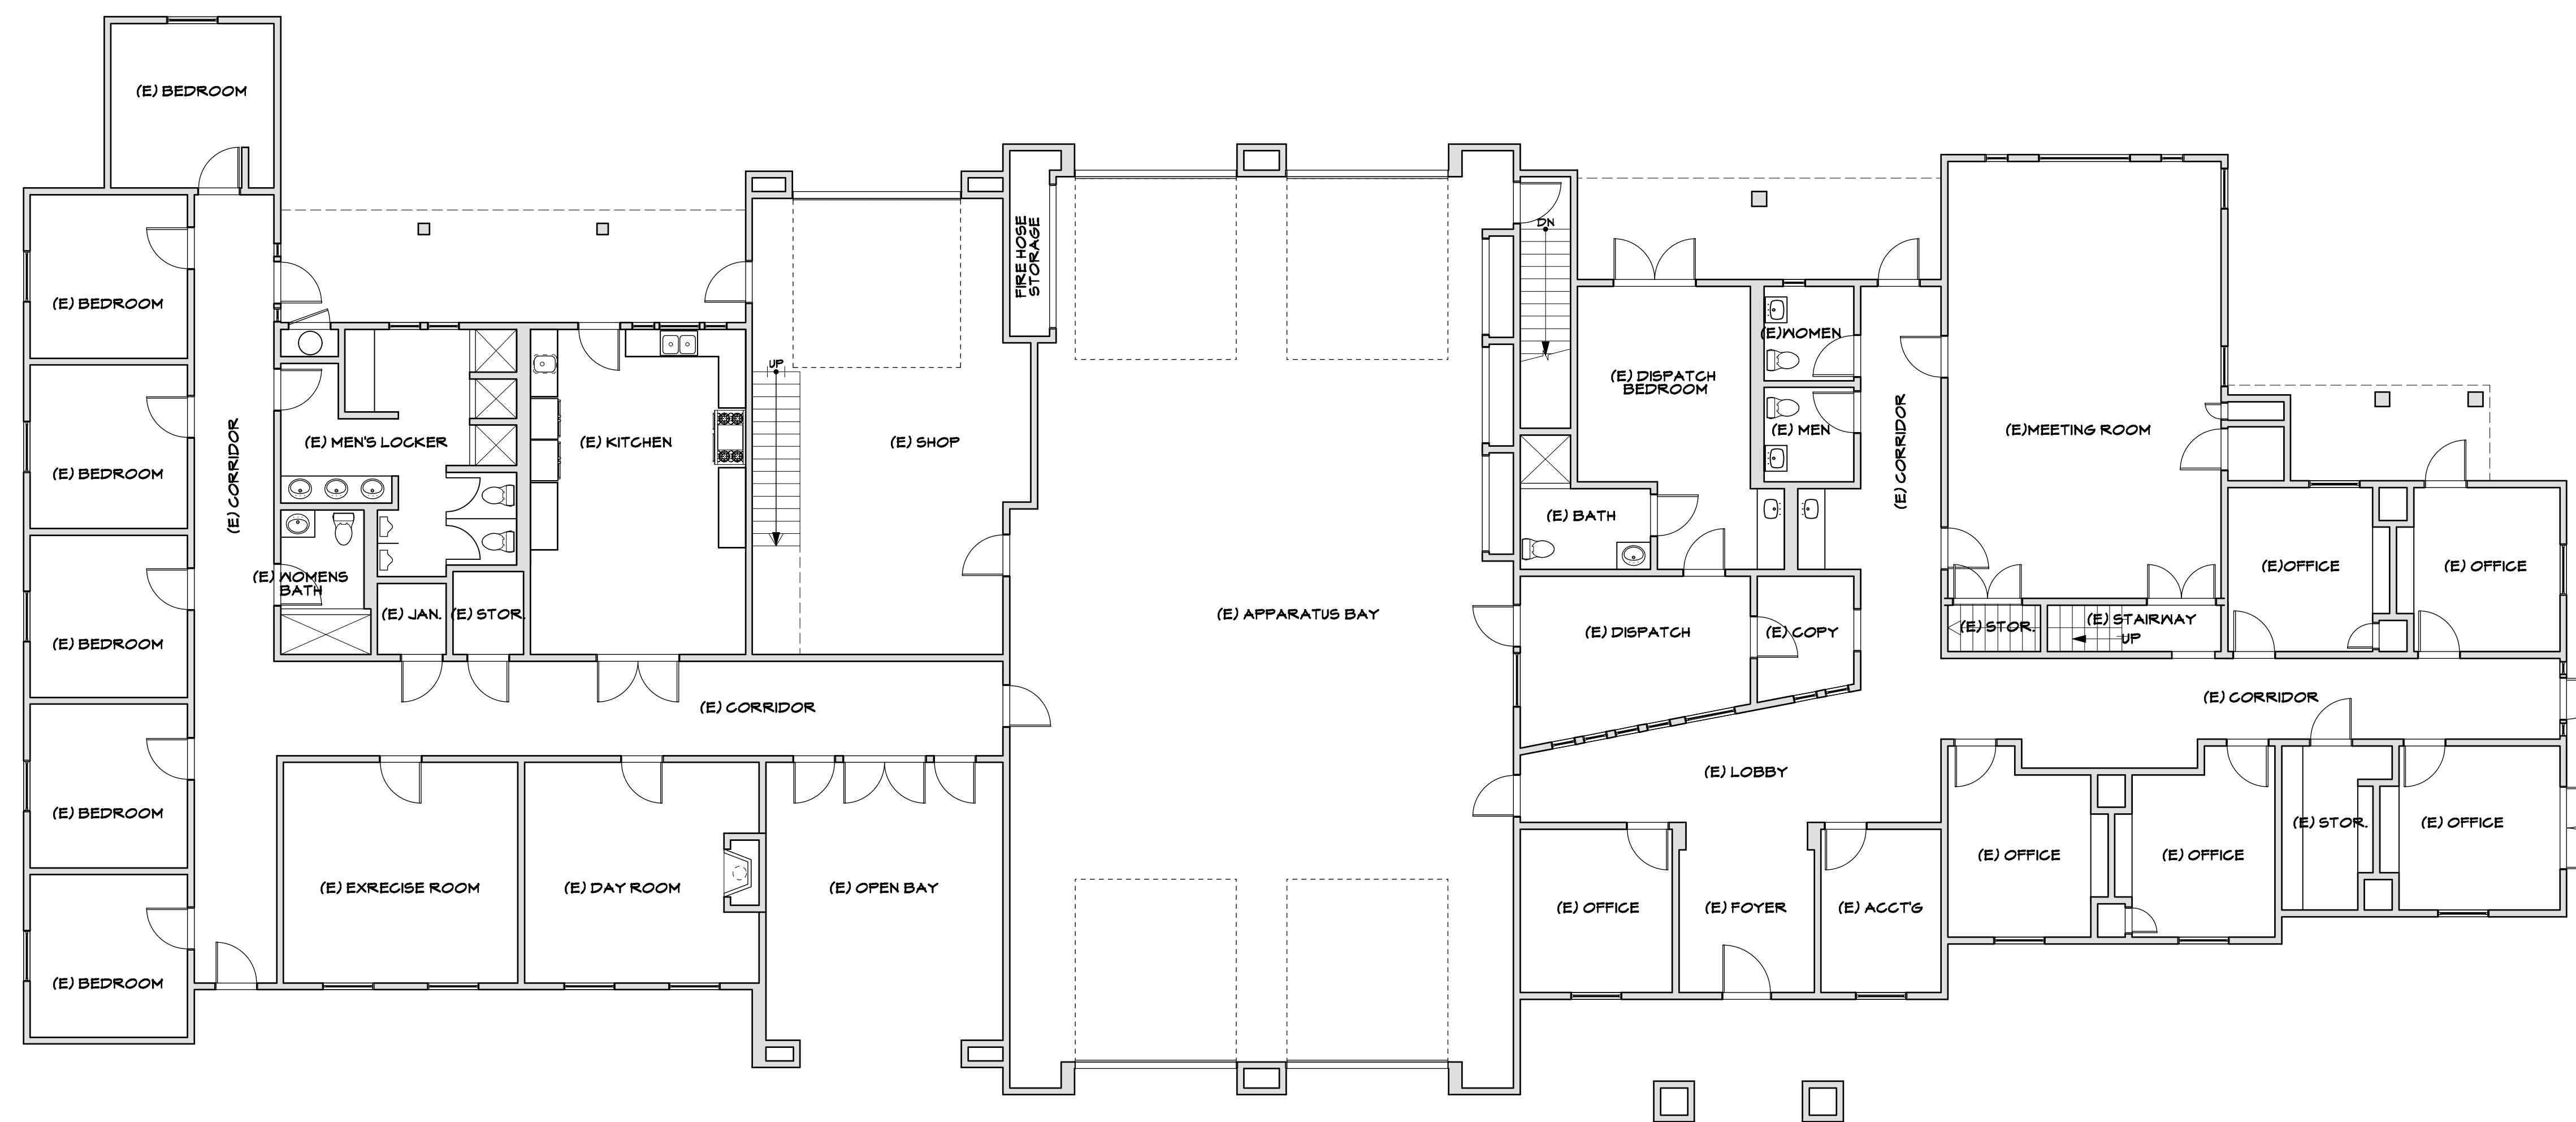 (E) BEDROOM
(E) BEDROOM
(E) BEDROOM
(E) BEDROOM
(E) BEDROOM
(E) BEDROOM
(E) CORRIDOR
(E) MEN'S LOCKER
(E) WOMENS
BATH
(E) JAN.
(E) STOR.
(E) KITCHEN
UP
(E) SHOP
(E) CORRIDOR
(E) EXRECISE ROOM
(E) DAY ROOM
(E) OPEN BAY
FIRE HOSE
STORAGE
(E) APPARATUS BAY
DN
(E) DISPATCH
BEDROOM
(E) BATH
(E)WOMEN
(E) MEN
(E) CORRIDOR
(E) DISPATCH
(E) COPY
(E) LOBBY
(E) OFFICE
(E) FOYER
(E) ACCT'G
(E)MEETING ROOM
(E) STOR.
(E) STAIRWAY
UP
(E)OFFICE
(E) OFFICE
(E) CORRIDOR
(E) OFFICE
(E) OFFICE
(E) STOR.
(E) OFFICE